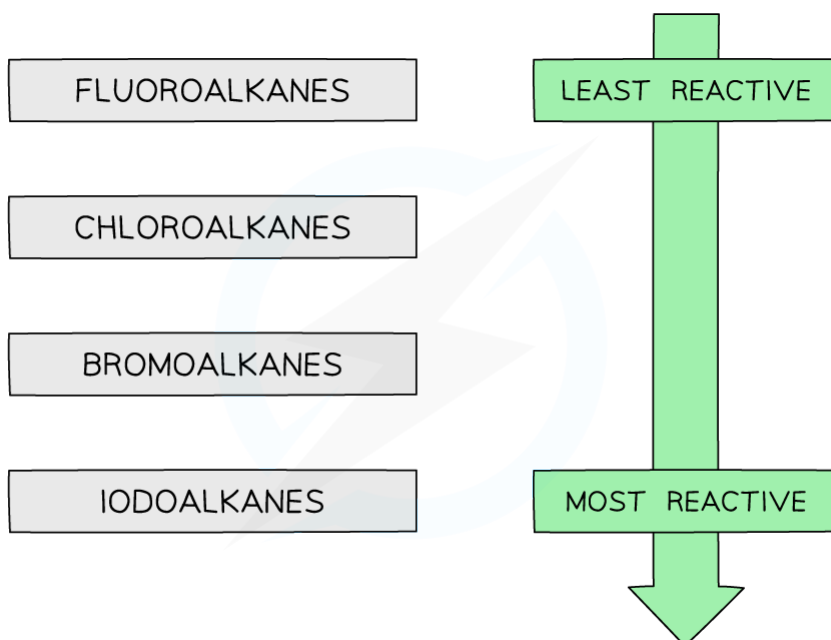 FLUOROALKANES
LEAST REACTIVE
CHLOROALKANES
BROMOALKANES
IODOALKANES
MOST REACTIVE